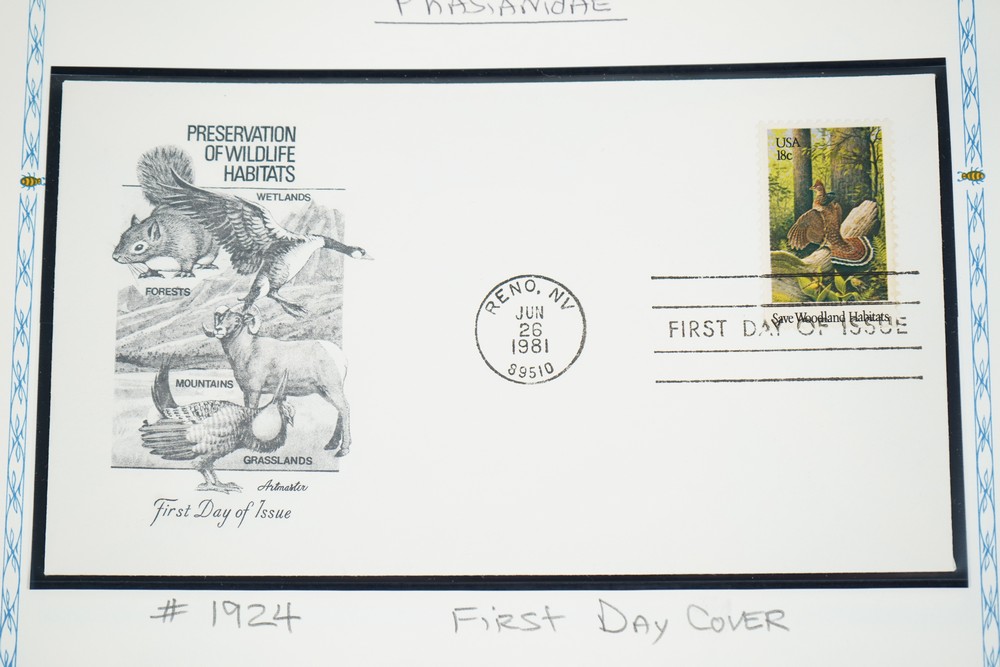 PHASIANIDAE
PRESERVATION
OF WILDLIFE
HABITATS
WETLANDS
FORESTS
MOUNTAINS
GRASSLANDS
Artmaster
First Day of Issue
RENO, NV
JUN
26
1981
89510
USA
18c
Save Woodland Habitats
FIRST DAY OF ISSUE
# 1924 First Day Cover